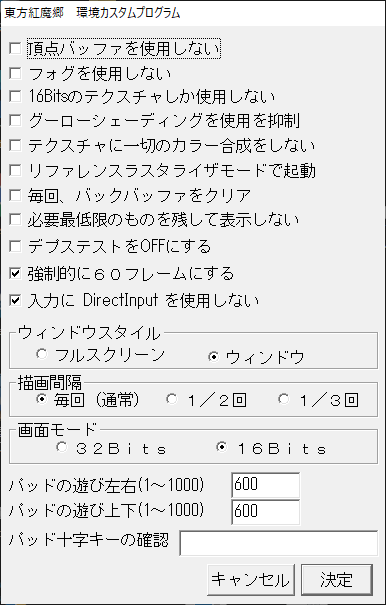 東方紅魔郷　環境カスタムプログラム
頂点バッファを使用しない
フォグを使用しない
16Bitsのテクスチャしか使用しない
グーローシェーディングを使用を抑制
テクスチャに一切のカラー合成をしない
リファレンスラスタライザモードで起動
毎回、バックバッファをクリア
必要最低限のものを残して表示しない
デプステストをOFFにする
強制的に６０フレームにする
入力に DirectInput を使用しない
ウィンドウスタイル
フルスクリーン ウィンドウ
描画間隔
毎回（通常） １／２回 １／３回
画面モード
３２Ｂｉｔｓ １６Ｂｉｔｓ
パッドの遊び左右(1～1000) 600
パッドの遊び上下(1～1000) 600
パッド十字キーの確認
キャンセル 決定